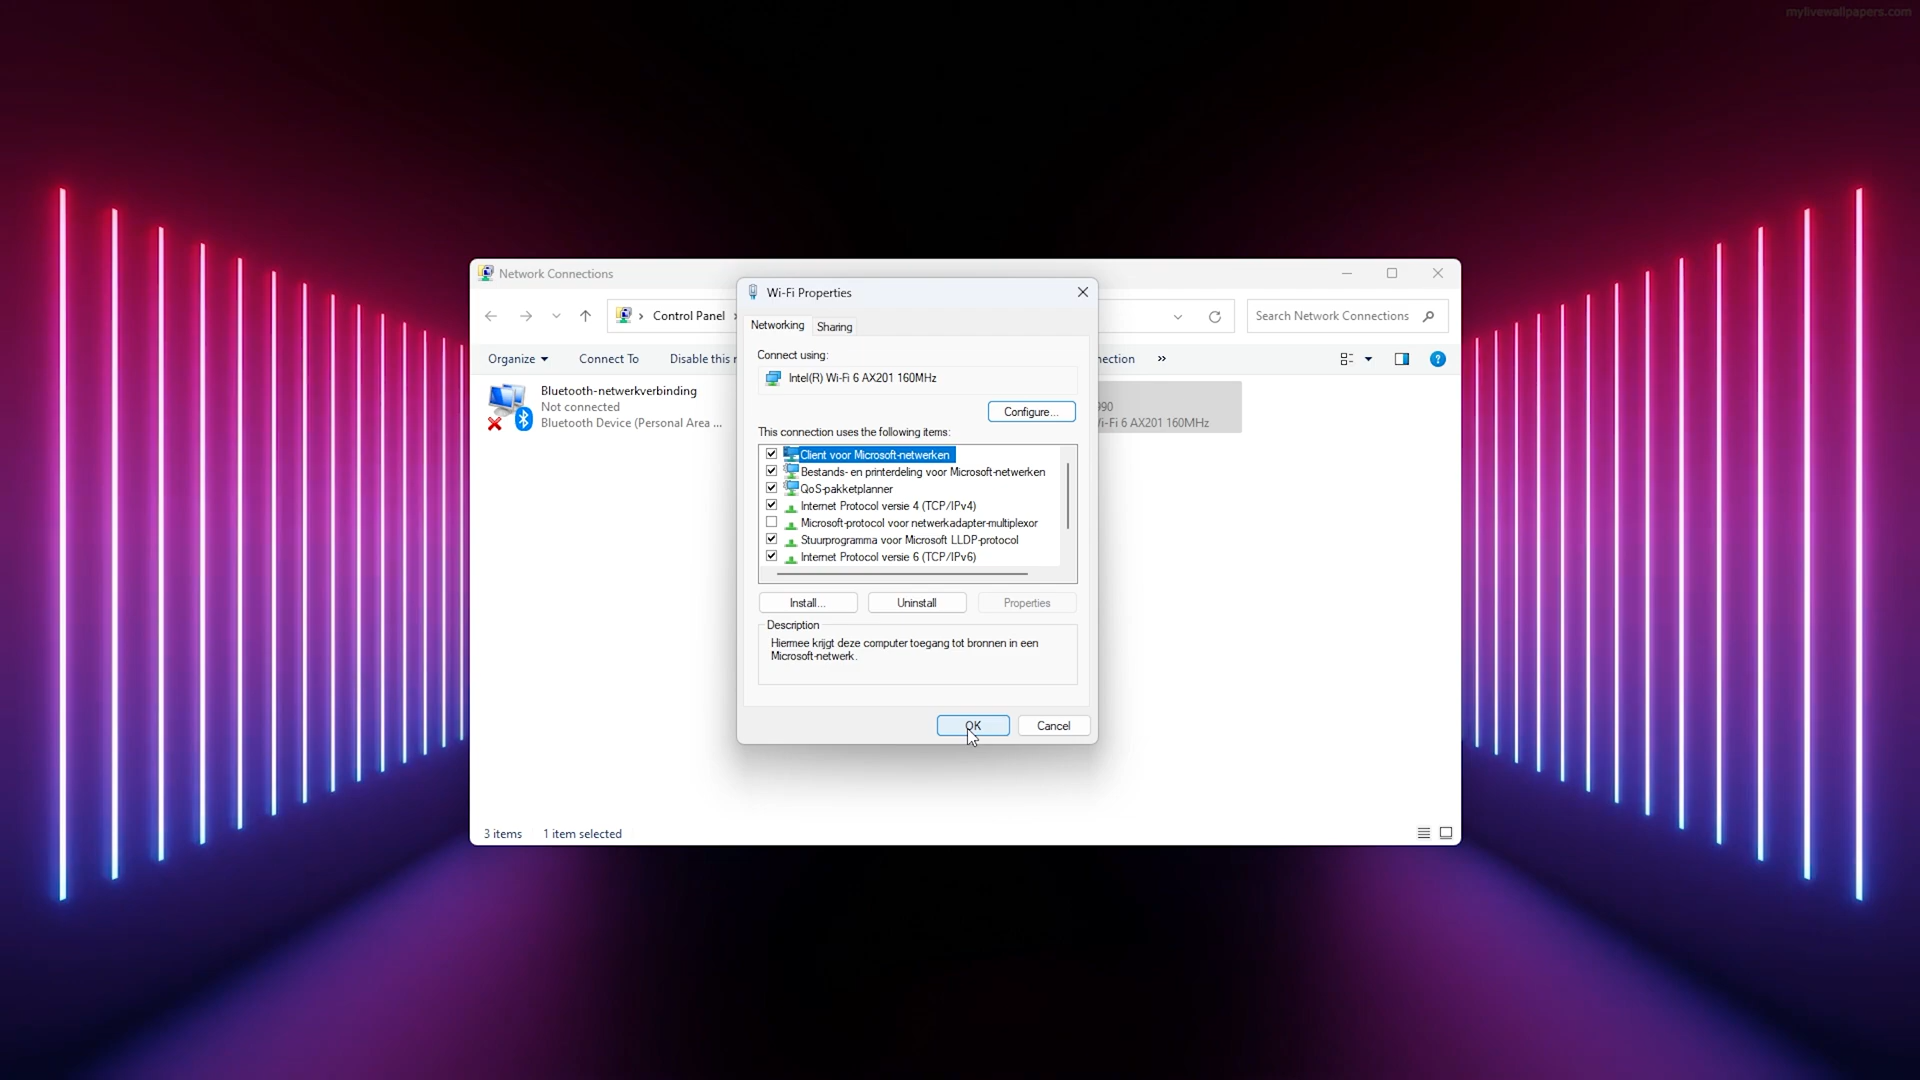 mylivewallpapers.com
Network Connections
Wi-Fi Properties
Control Panel
Search Network Connections
Networking
Sharing
Organize
Connect To
Disable this
Connect using:
Intel(R) Wi-Fi 6 AX201 160MHz
Configure...
Bluetooth-netwerkverbinding
Not connected
Bluetooth Device (Personal Area ...
990
Wi-Fi 6 AX201 160MHz
This connection uses the following items:
Client voor Microsoft-netwerken
Bestands- en printerdeling voor Microsoft-netwerken
QoS-pakketplanner
Internet Protocol versie 4 (TCP/IPv4)
Microsoft-protocol voor netwerkadapter-multiplexor
Stuurprogramma voor Microsoft LLDP-protocol
Internet Protocol versie 6 (TCP/IPv6)
Install...
Uninstall
Properties
Description
Hiermee krijgt deze computer toegang tot bronnen in een
Microsoft-netwerk.
OK
Cancel
3 items
1 item selected